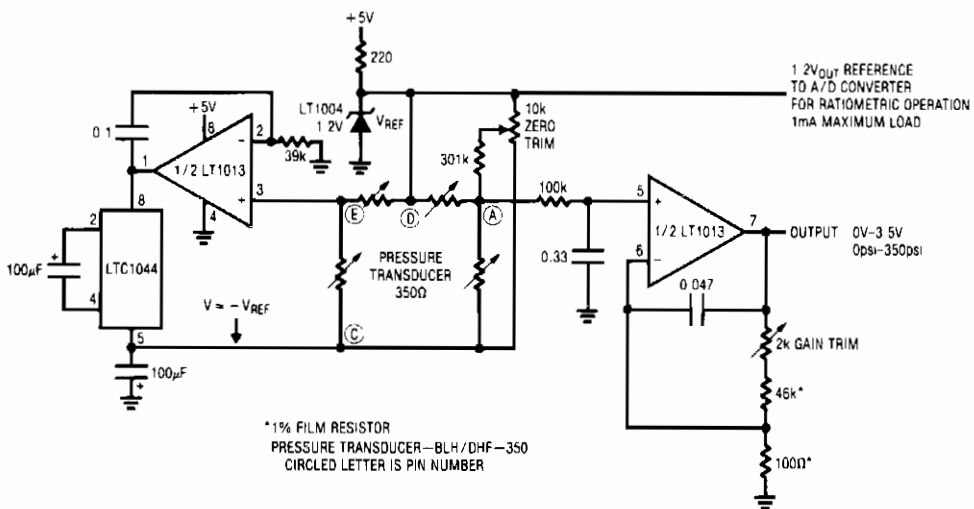 +5V
220
LT1004
1 2V
VREF
1 2VOUT REFERENCE
TO A/D CONVERTER
FOR RATIOMETRIC OPERATION
1mA MAXIMUM LOAD
10k
ZERO
TRIM
301k
0 1
+5V
8
2
−
39k
1
1/2 LT1013
3
+
4
8
2
LTC1044
4
5
100µF
+
100µF
+
V = −VREF
E
D
A
C
PRESSURE
TRANSDUCER
350Ω
100k
0.33
5
+
1/2 LT1013
7
6
−
OUTPUT
0V-3 5V
0psi-350psi
0 047
2k GAIN TRIM
46k*
100Ω*
*1% FILM RESISTOR
PRESSURE TRANSDUCER—BLH/DHF—350
CIRCLED LETTER IS PIN NUMBER